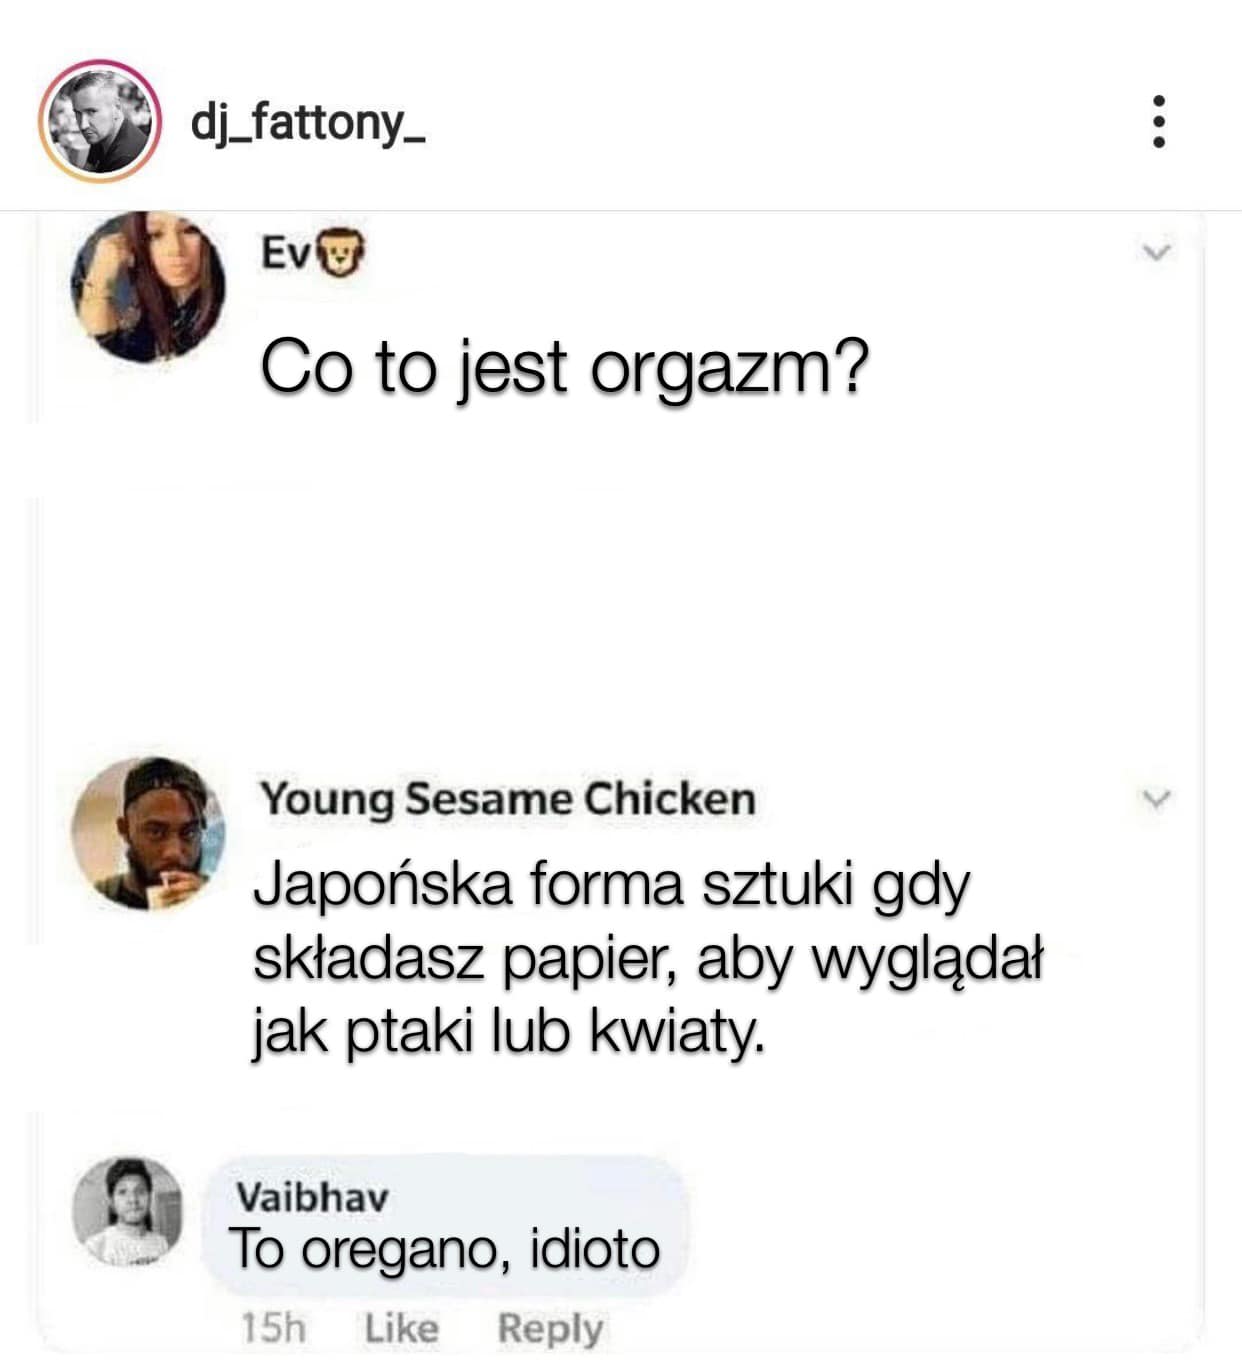 dj_fattony_
Ev🦁
Co to jest orgazm?
Young Sesame Chicken
Japońska forma sztuki gdy
składasz papier, aby wyglądał
jak ptaki lub kwiaty.
Vaibhav
To oregano, idioto
15h Like Reply